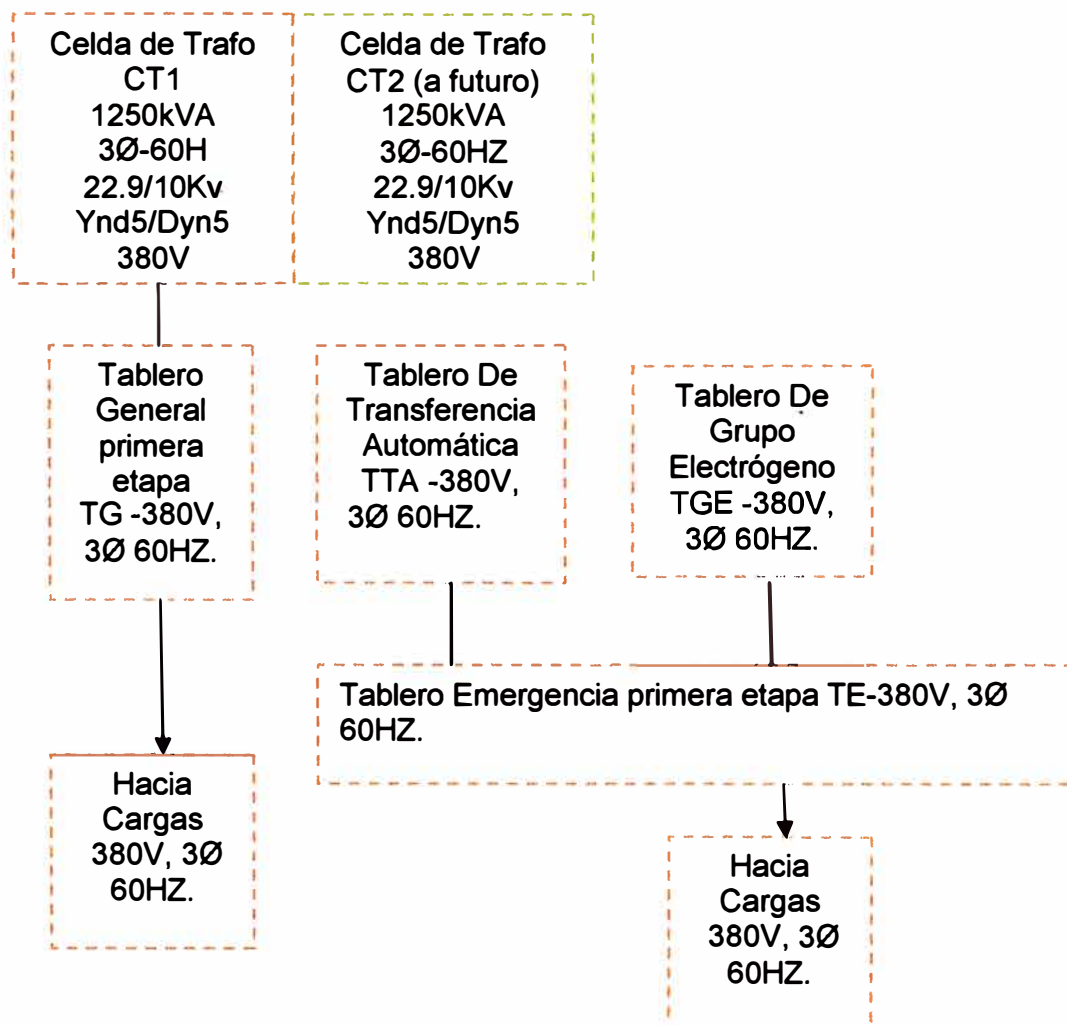 Celda de Trafo
CT1
1250kVA
3Ø-60H
22.9/10Kv
Ynd5/Dyn5
380V
Celda de Trafo
CT2 (a futuro)
1250kVA
3Ø-60HZ
22.9/10Kv
Ynd5/Dyn5
380V
Tablero
General
primera
etapa
TG -380V,
3Ø 60HZ.
Tablero De
Transferencia
Automática
TTA -380V,
3Ø 60HZ.
Tablero De
Grupo
Electrógeno
TGE -380V,
3Ø 60HZ.
Tablero Emergencia primera etapa TE-380V, 3Ø
60HZ.
Hacia
Cargas
380V, 3Ø
60HZ.
Hacia
Cargas
380V, 3Ø
60HZ.